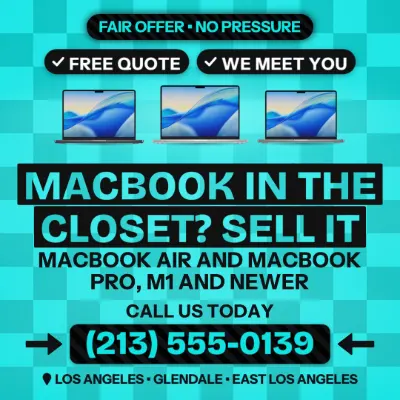 FAIR OFFER • NO PRESSURE
✓ FREE QUOTE ✓ WE MEET YOU
MACBOOK IN THE
CLOSET? SELL IT
MACBOOK AIR AND MACBOOK
PRO, M1 AND NEWER
CALL US TODAY
(213) 555-0139
LOS ANGELES • GLENDALE • EAST LOS ANGELES